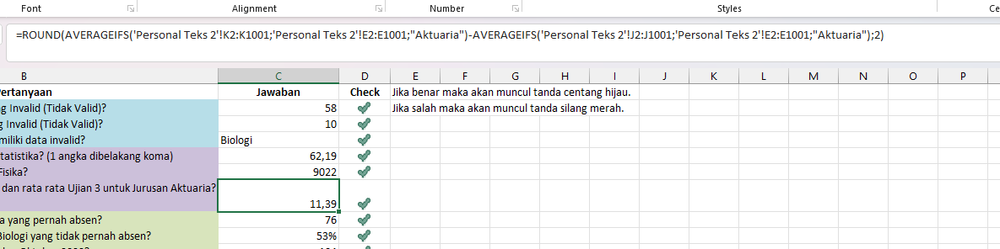 Font Alignment Number Styles Ce
=ROUND(AVERAGEIFS('Personal Teks 2'!K2:K1001;'Personal Teks 2'!E2:E1001;"Aktuaria")-AVERAGEIFS('Personal Teks 2'!J2:J1001;'Personal Teks 2'!E2:E1001;"Aktuaria");2)
B C D E F G H I J K L M N O P
ertanyaan Jawaban Check Jika benar maka akan muncul tanda centang hijau.
g Invalid (Tidak Valid)? 58 Jika salah maka akan muncul tanda silang merah.
g Invalid (Tidak Valid)? 10
miliki data invalid? Biologi
tatistika? (1 angka dibelakang koma) 62,19
Fisika? 9022
dan rata rata Ujian 3 untuk Jurusan Aktuaria?
11,39
a yang pernah absen? 76
Biologi yang tidak pernah absen? 53%